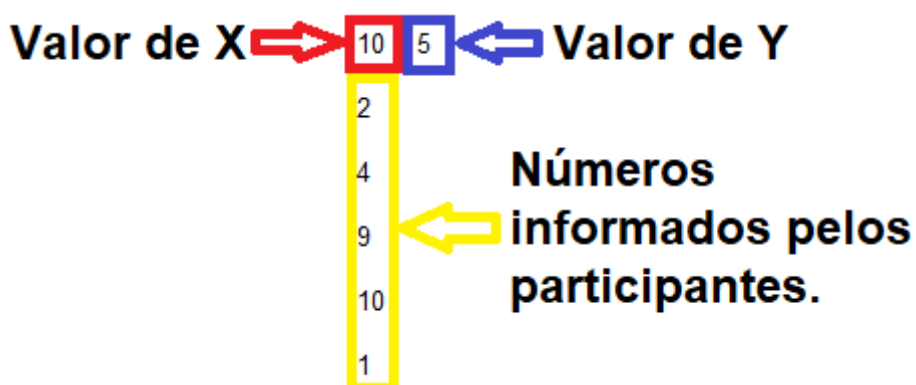 Valor de X 10 5 Valor de Y
2
4
Números
9
informados pelos
participantes.
10
1